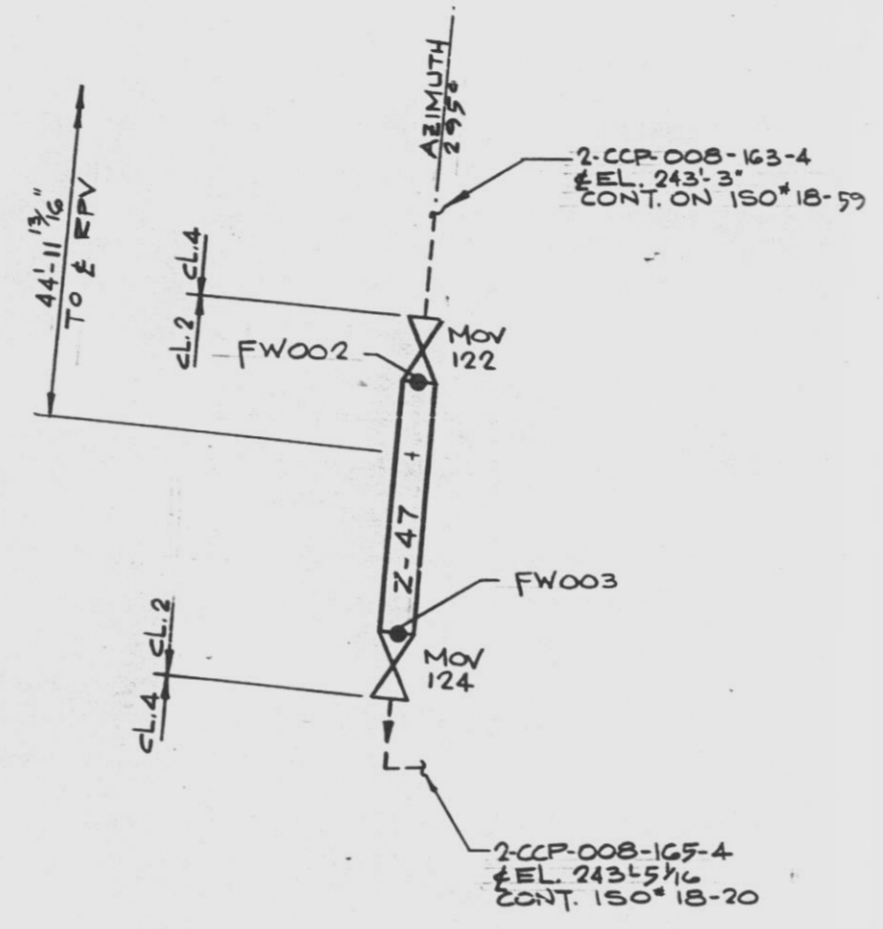 AZIMUTH
295°
2-CCP-008-163-4
℄ EL. 243'-3"
CONT. ON ISO# 18-59
44'-11 13/16"
TO ℄ RPV
CL.4
CL.2
FW002
MOV
122
Z-47
FW003
CL.2
CL.4
MOV
124
2-CCP-008-165-4
℄ EL. 243'-5 1/16
CONT. ISO# 18-20